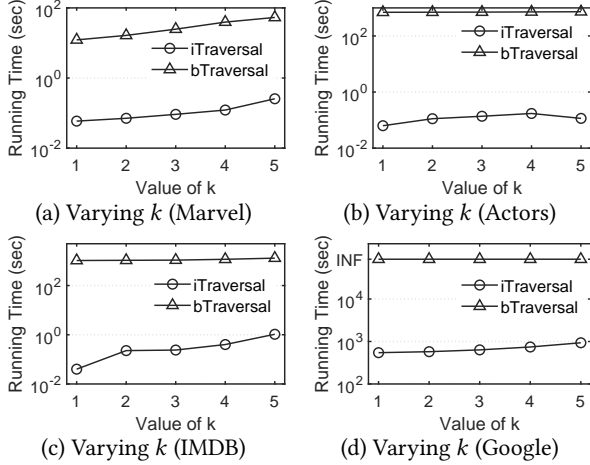 10^2
10^0
10^-2
Running Time (sec)
iTraversal
bTraversal
1 2 3 4 5
Value of k
(a) Varying k (Marvel)
10^2
10^0
10^-2
Running Time (sec)
iTraversal
bTraversal
1 2 3 4 5
Value of k
(b) Varying k (Actors)
10^2
10^0
10^-2
Running Time (sec)
iTraversal
bTraversal
1 2 3 4 5
Value of k
(c) Varying k (IMDB)
INF
10^4
10^3
10^2
Running Time (sec)
iTraversal
bTraversal
1 2 3 4 5
Value of k
(d) Varying k (Google)